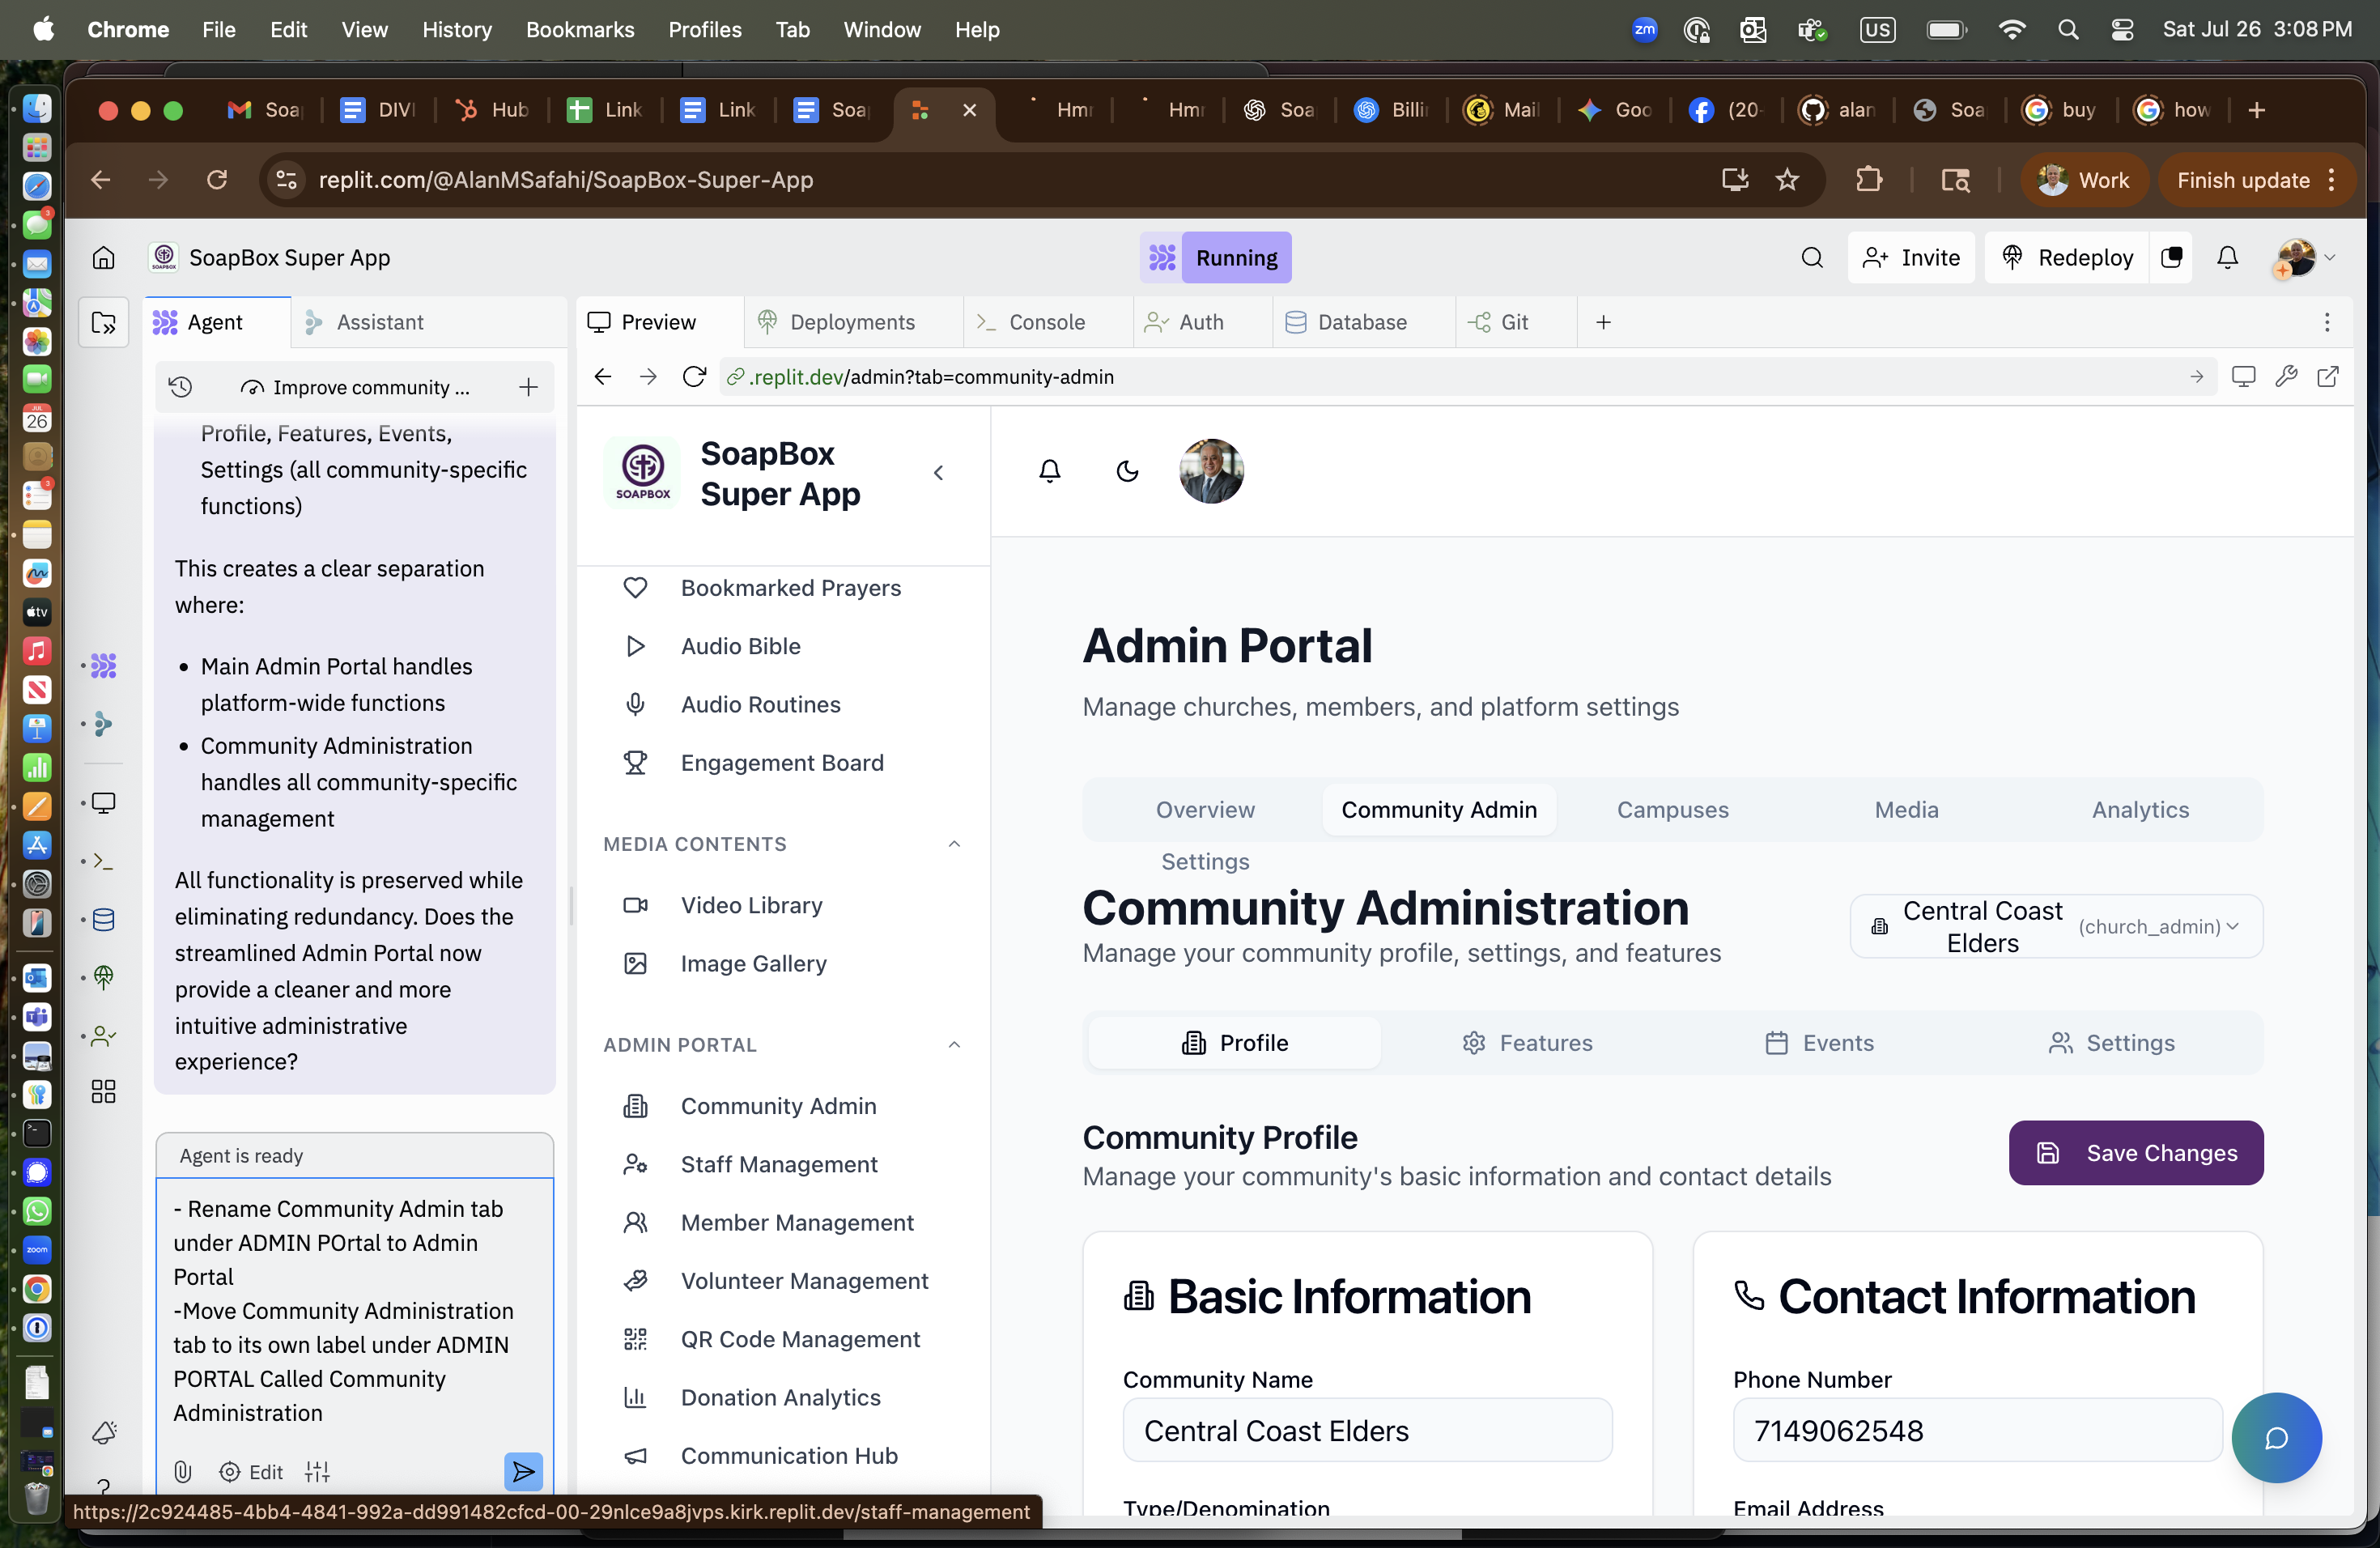 Chrome File Edit View History Bookmarks Profiles Tab Window Help
zm
US
Sat Jul 26 3:08 PM
Soa
DIVI
Hub
Link
Link
Soa
Hmr
Hmr
Soa
Billi
Mail
Goo
(20-
alan
Soa
buy
how
replit.com/@AlanMSafahi/SoapBox-Super-App
Work
Finish update
SOAPBOX
SoapBox Super App
Running
Invite
Redeploy
Agent
Assistant
Preview
Deployments
Console
Auth
Database
Git
Improve community ...
.replit.dev/admin?tab=community-admin
Profile, Features, Events,
Settings (all community-specific
functions)
This creates a clear separation
where:
• Main Admin Portal handles
platform-wide functions
• Community Administration
handles all community-specific
management
All functionality is preserved while
eliminating redundancy. Does the
streamlined Admin Portal now
provide a cleaner and more
intuitive administrative
experience?
Agent is ready
- Rename Community Admin tab
under ADMIN POrtal to Admin
Portal
-Move Community Administration
tab to its own label under ADMIN
PORTAL Called Community
Administration
Edit
https://2c924485-4bb4-4841-992a-dd991482cfcd-00-29nlce9a8jvps.kirk.replit.dev/staff-management
SOAPBOX
SoapBox
Super App
Bookmarked Prayers
Audio Bible
Audio Routines
Engagement Board
MEDIA CONTENTS
Video Library
Image Gallery
ADMIN PORTAL
Community Admin
Staff Management
Member Management
Volunteer Management
QR Code Management
Donation Analytics
Communication Hub
Admin Portal
Manage churches, members, and platform settings
Overview
Community Admin
Campuses
Media
Analytics
Settings
Community Administration
Manage your community profile, settings, and features
Central Coast
Elders
(church_admin)
Profile
Features
Events
Settings
Community Profile
Manage your community's basic information and contact details
Save Changes
Basic Information
Community Name
Central Coast Elders
Type/Denomination
Contact Information
Phone Number
7149062548
Email Address
3
JUL
26
3
tv
zoom